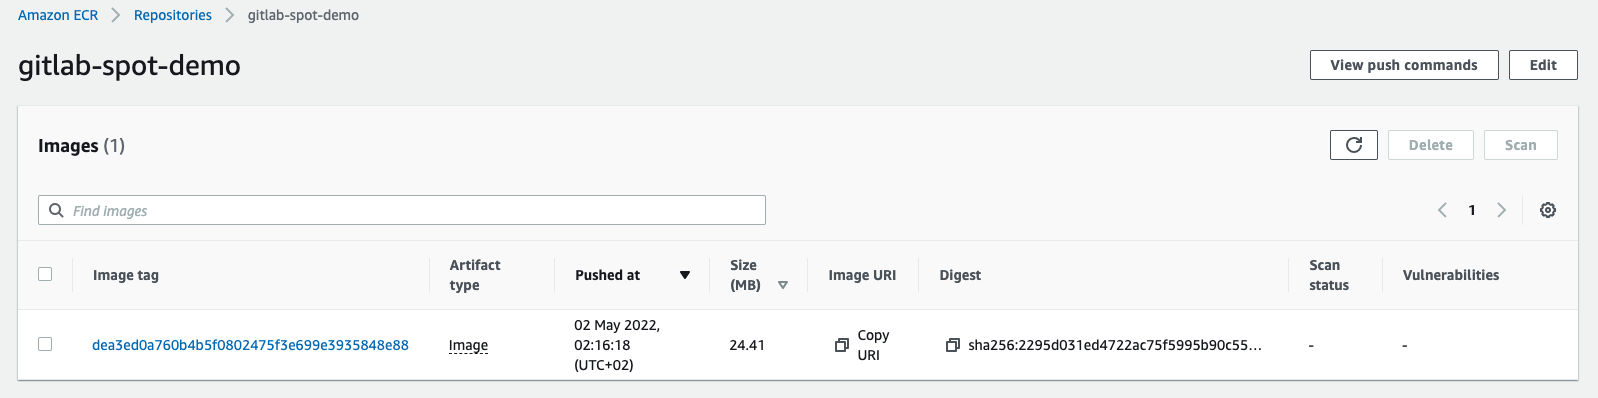 Amazon ECR Repositories gitlab-spot-demo
gitlab-spot-demo
View push commands
Edit
Images (1)
Delete
Scan
Find images
1
Image tag
Artifact
type
Pushed at
Size
(MB)
Image URI
Digest
Scan
status
Vulnerabilities
dea3ed0a760b4b5f0802475f3e699e3935848e88
Image
02 May 2022,
02:16:18
(UTC+02)
24.41
Copy
URI
sha256:2295d031ed4722ac75f5995b90c55...
-
-